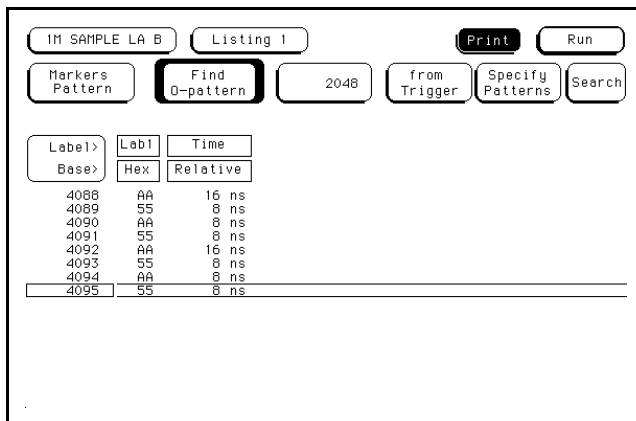 1M SAMPLE LA B Listing 1 Print Run
Markers Pattern Find O-pattern 2048 from Trigger Specify Patterns Search
Label> Lab1 Time
Base> Hex Relative
4088 AA 16 ns
4089 55 8 ns
4090 AA 8 ns
4091 55 8 ns
4092 AA 16 ns
4093 55 8 ns
4094 AA 8 ns
4095 55 8 ns